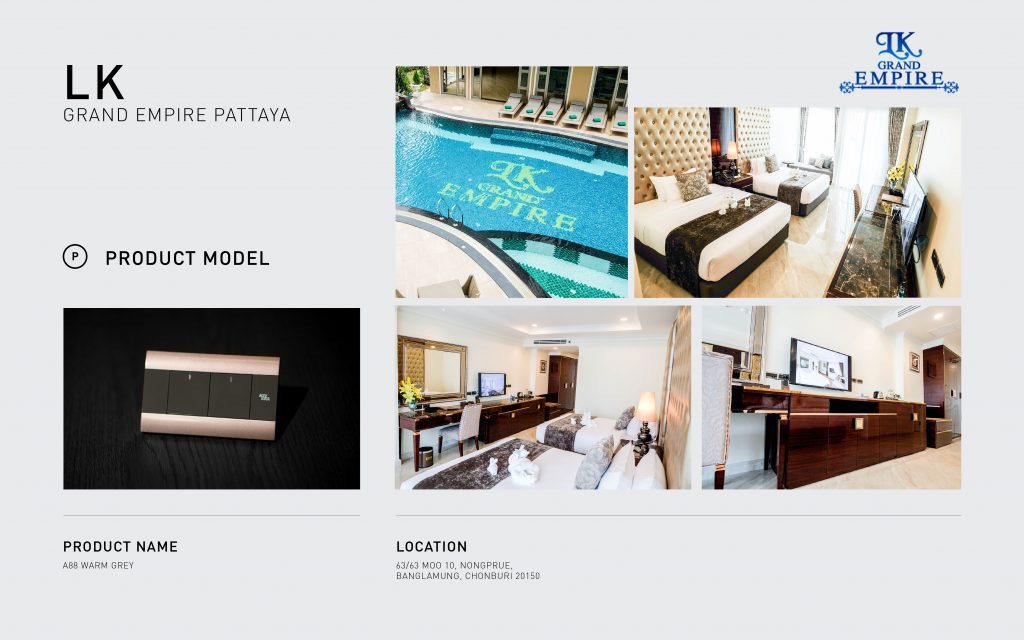 LK
GRAND EMPIRE PATTAYA
LK
GRAND
EMPIRE
LK
GRAND
EMPIRE
P
PRODUCT MODEL
PRODUCT NAME
A88 WARM GREY
LOCATION
63/63 MOO 10, NONGPRUE,
BANGLAMUNG, CHONBURI 20150